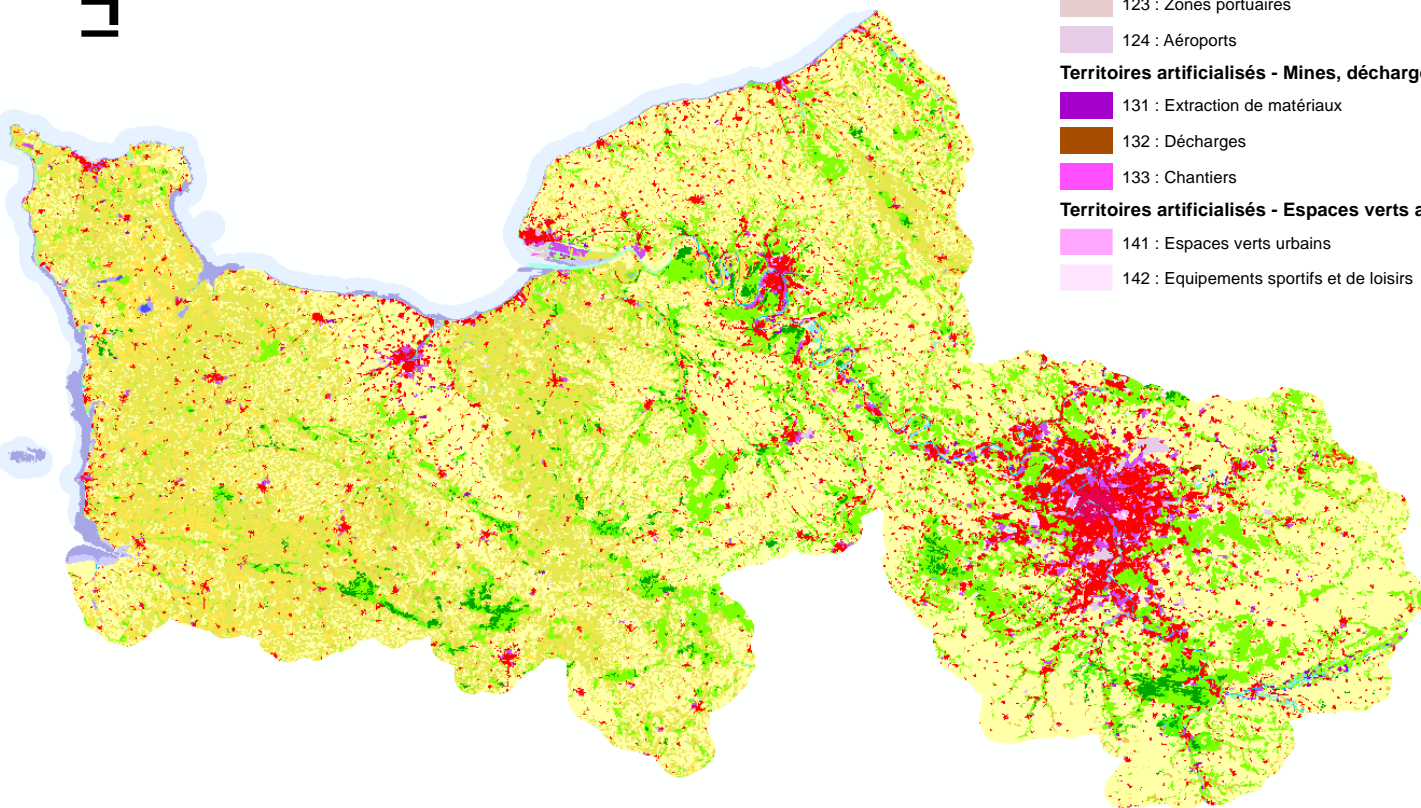 123 : Zones portuaires
124 : Aéroports
Territoires artificialisés - Mines, décharg
131 : Extraction de matériaux
132 : Décharges
133 : Chantiers
Territoires artificialisés - Espaces verts a
141 : Espaces verts urbains
142 : Equipements sportifs et de loisirs